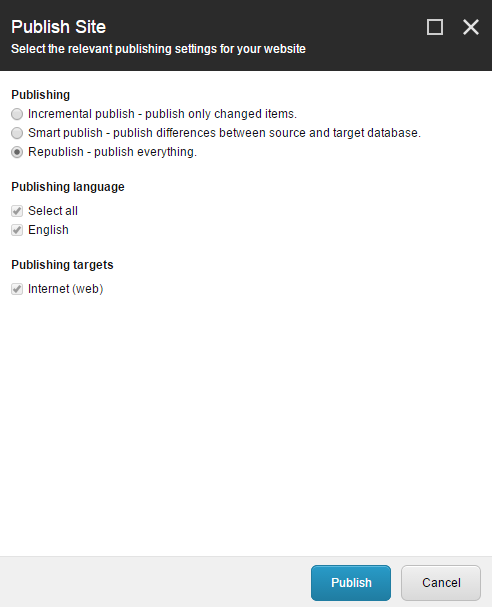 Publish Site
Select the relevant publishing settings for your website
Publishing
Incremental publish - publish only changed items.
Smart publish - publish differences between source and target database.
Republish - publish everything.
Publishing language
Select all
English
Publishing targets
Internet (web)
Publish
Cancel